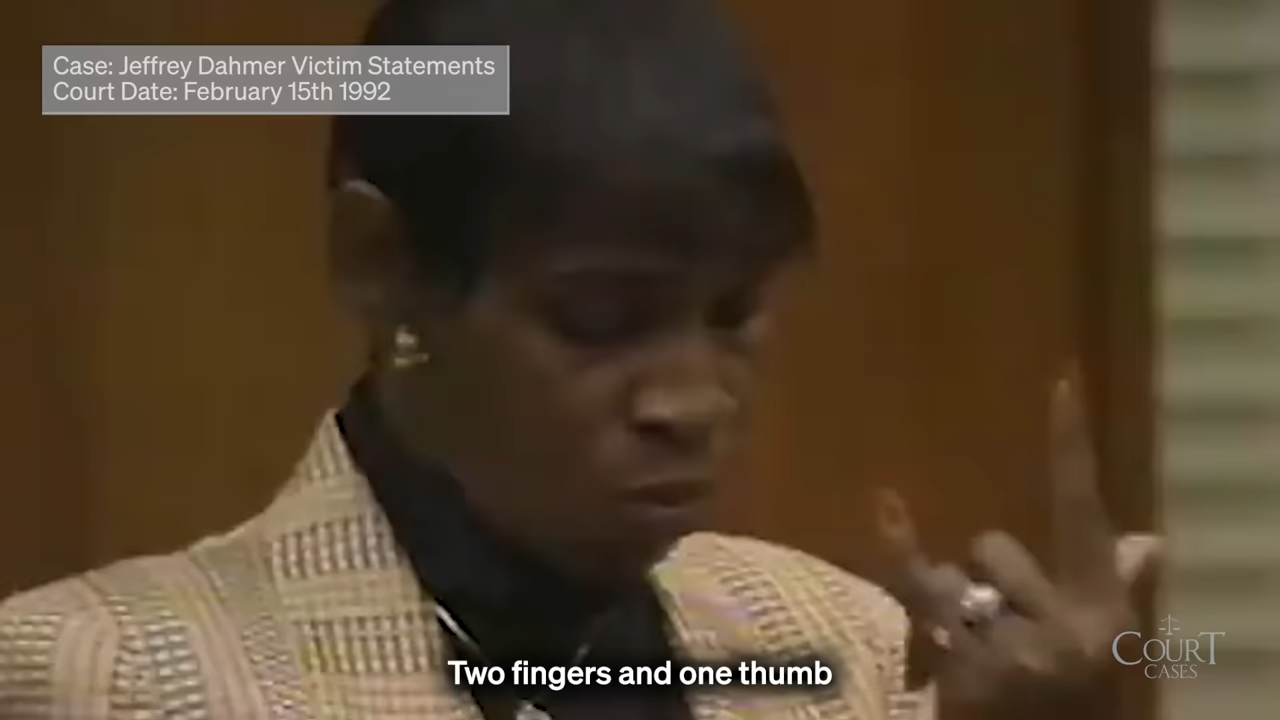 Case: Jeffrey Dahmer Victim Statements
Court Date: February 15th 1992
Two fingers and one thumb
COURT
CASES